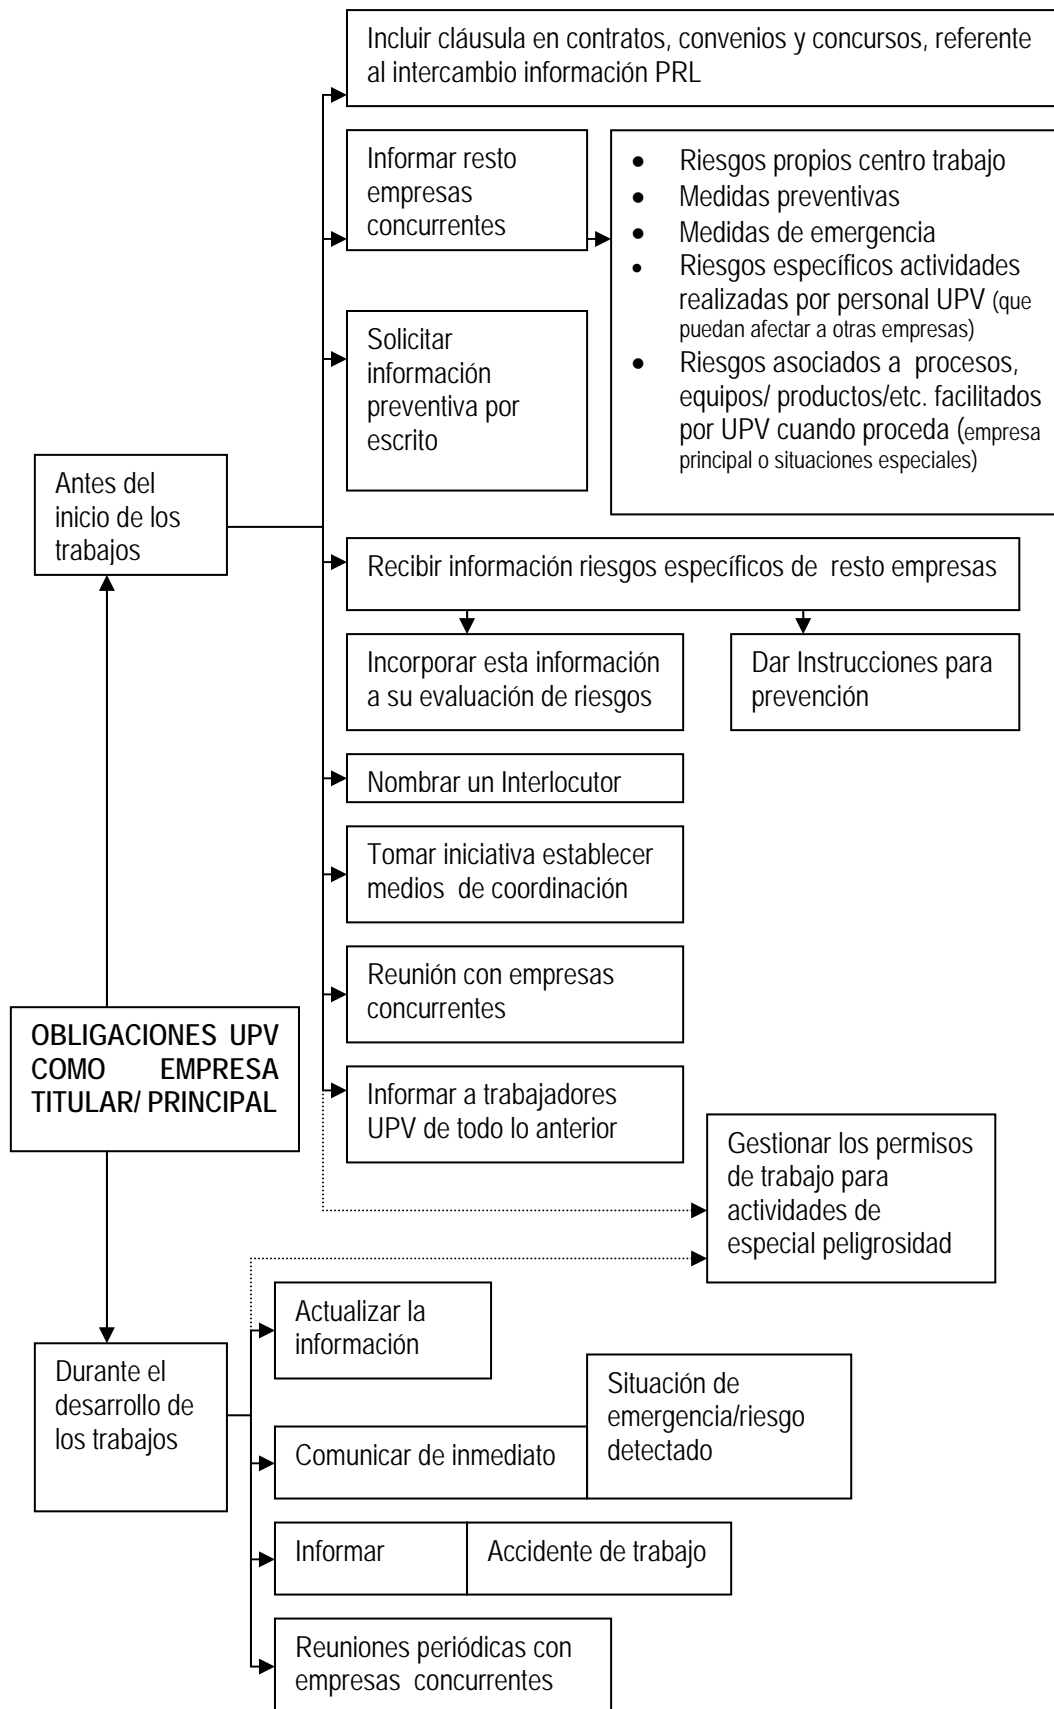 Incluir cláusula en contratos, convenios y concursos, referente
al intercambio información PRL
Informar resto
empresas
concurrentes
• Riesgos propios centro trabajo
• Medidas preventivas
• Medidas de emergencia
• Riesgos específicos actividades
realizadas por personal UPV (que
puedan afectar a otras empresas)
• Riesgos asociados a procesos,
equipos/ productos/etc. facilitados
por UPV cuando proceda (empresa
principal o situaciones especiales)
Solicitar
información
preventiva por
escrito
Antes del
inicio de los
trabajos
Recibir información riesgos específicos de resto empresas
Incorporar esta información
a su evaluación de riesgos
Dar Instrucciones para
prevención
Nombrar un Interlocutor
Tomar iniciativa establecer
medios de coordinación
Reunión con empresas
concurrentes
OBLIGACIONES UPV
COMO EMPRESA
TITULAR/ PRINCIPAL
Informar a trabajadores
UPV de todo lo anterior
Gestionar los permisos
de trabajo para
actividades de
especial peligrosidad
Actualizar la
información
Durante el
desarrollo de
los trabajos
Situación de
emergencia/riesgo
detectado
Comunicar de inmediato
Informar
Accidente de trabajo
Reuniones periódicas con
empresas concurrentes